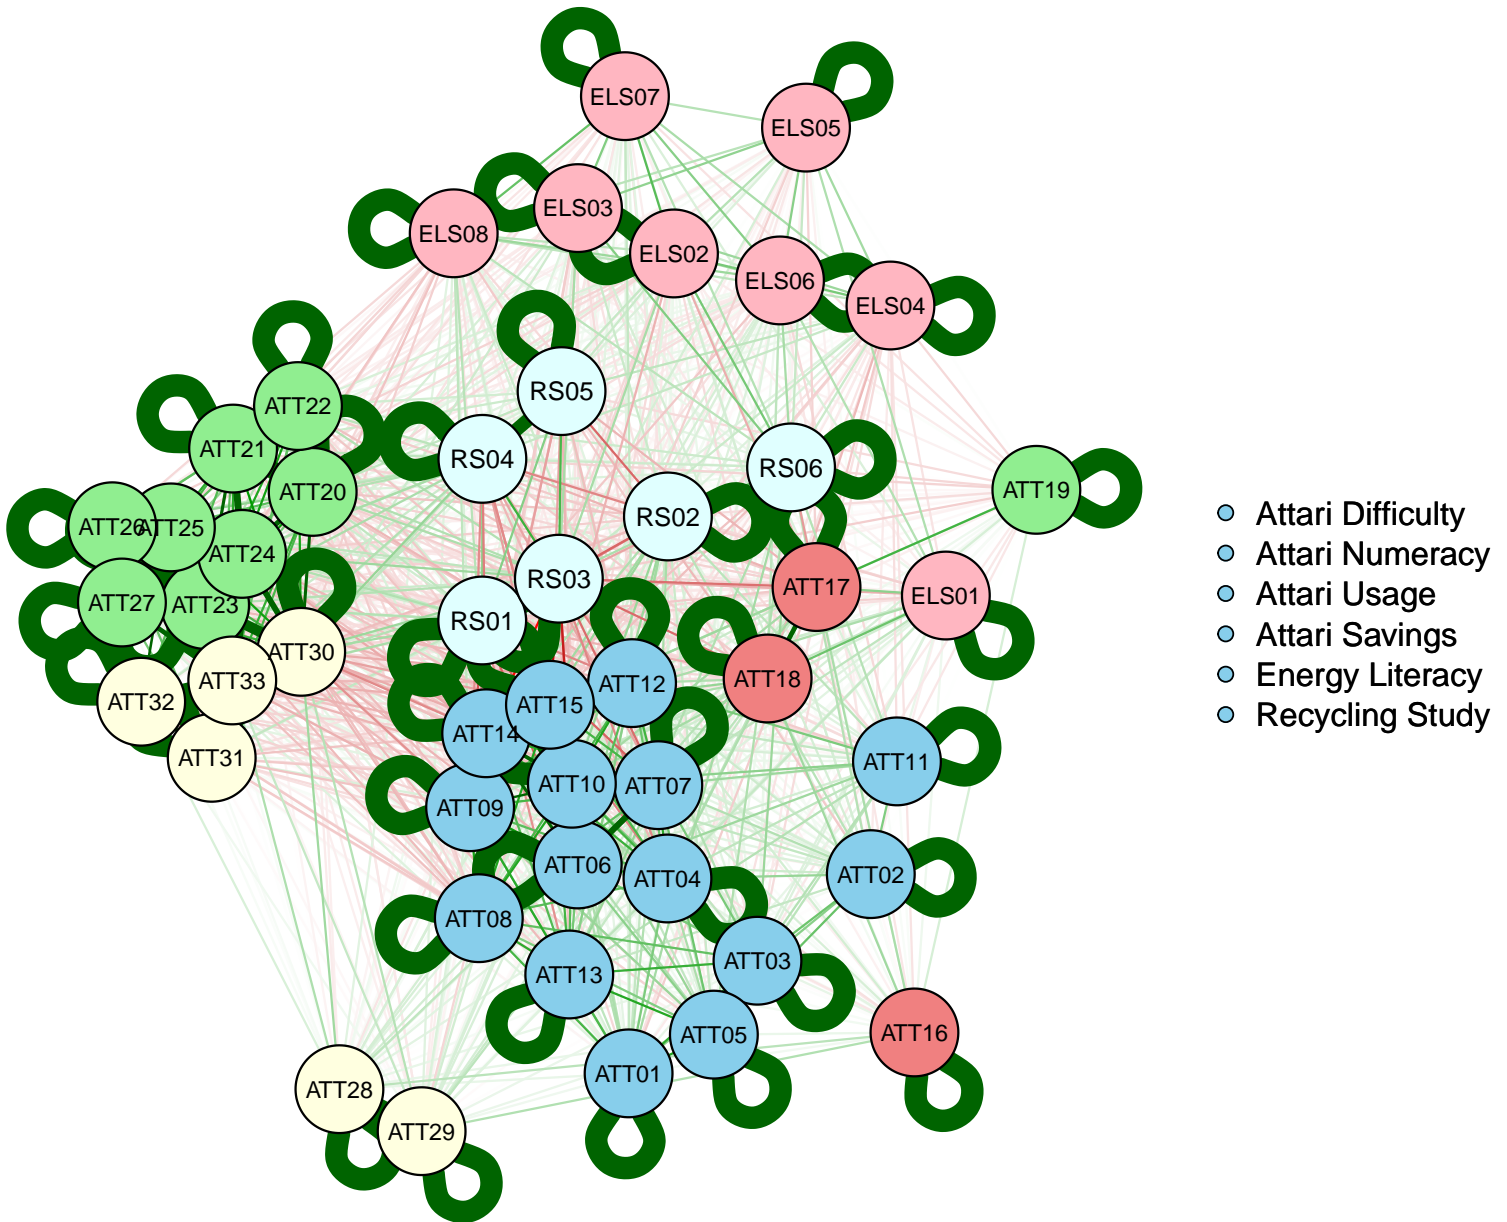 ELS07
ELS05
ELS03
ELS08
ELS02
ELS06
ELS04
RS05
ATT22
ATT21
RS04
RS06
ATT20
ATT19
RS02
ATT26
ATT25
ATT24
RS03
ATT17
ELS01
ATT27
ATT23
RS01
ATT30
ATT33
ATT18
ATT12
ATT32
ATT15
ATT14
ATT31
ATT11
ATT10
ATT07
ATT09
ATT06
ATT04
ATT02
ATT08
ATT03
ATT13
ATT05
ATT16
ATT01
ATT28
ATT29
Attari Difficulty
Attari Numeracy
Attari Usage
Attari Savings
Energy Literacy
Recycling Study